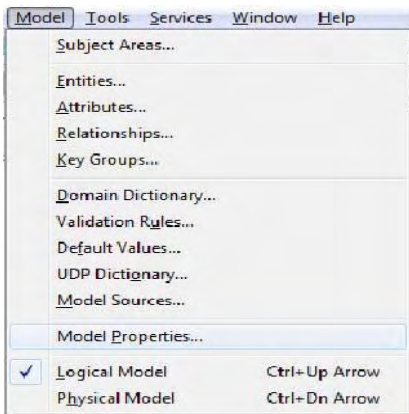 Model Tools Services Window Help
Subject Areas...
Entities...
Attributes...
Relationships...
Key Groups...
Domain Dictionary...
Validation Rules...
Default Values...
UDP Dictionary...
Model Sources...
Model Properties...
Logical Model Ctrl+Up Arrow
Physical Model Ctrl+Dn Arrow